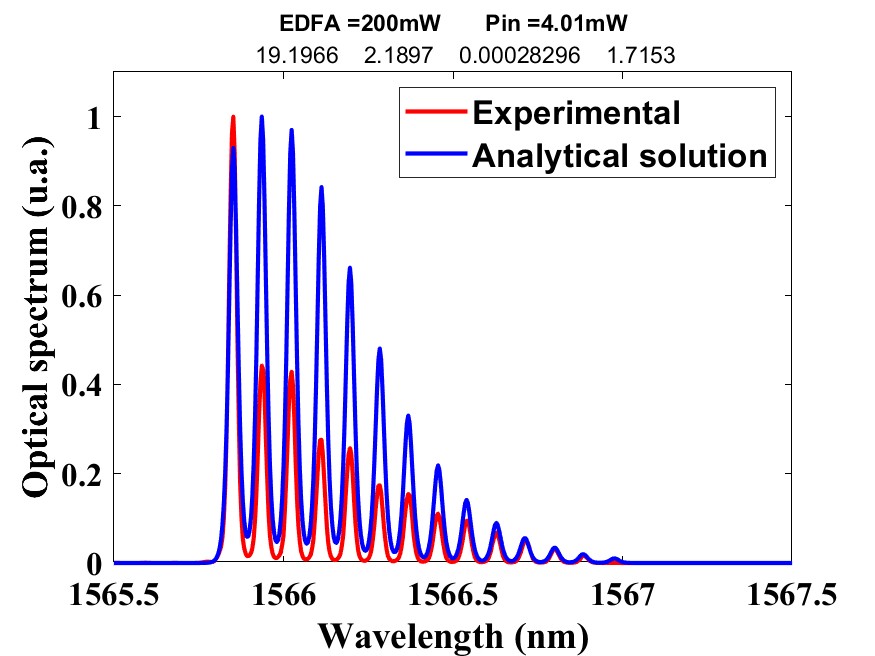 EDFA =200mW Pin =4.01mW
19.1966 2.1897 0.00028296 1.7153
Experimental
Analytical solution
1
0.8
0.6
0.4
0.2
0
Optical spectrum (u.a.)
1565.5 1566 1566.5 1567 1567.5
Wavelength (nm)